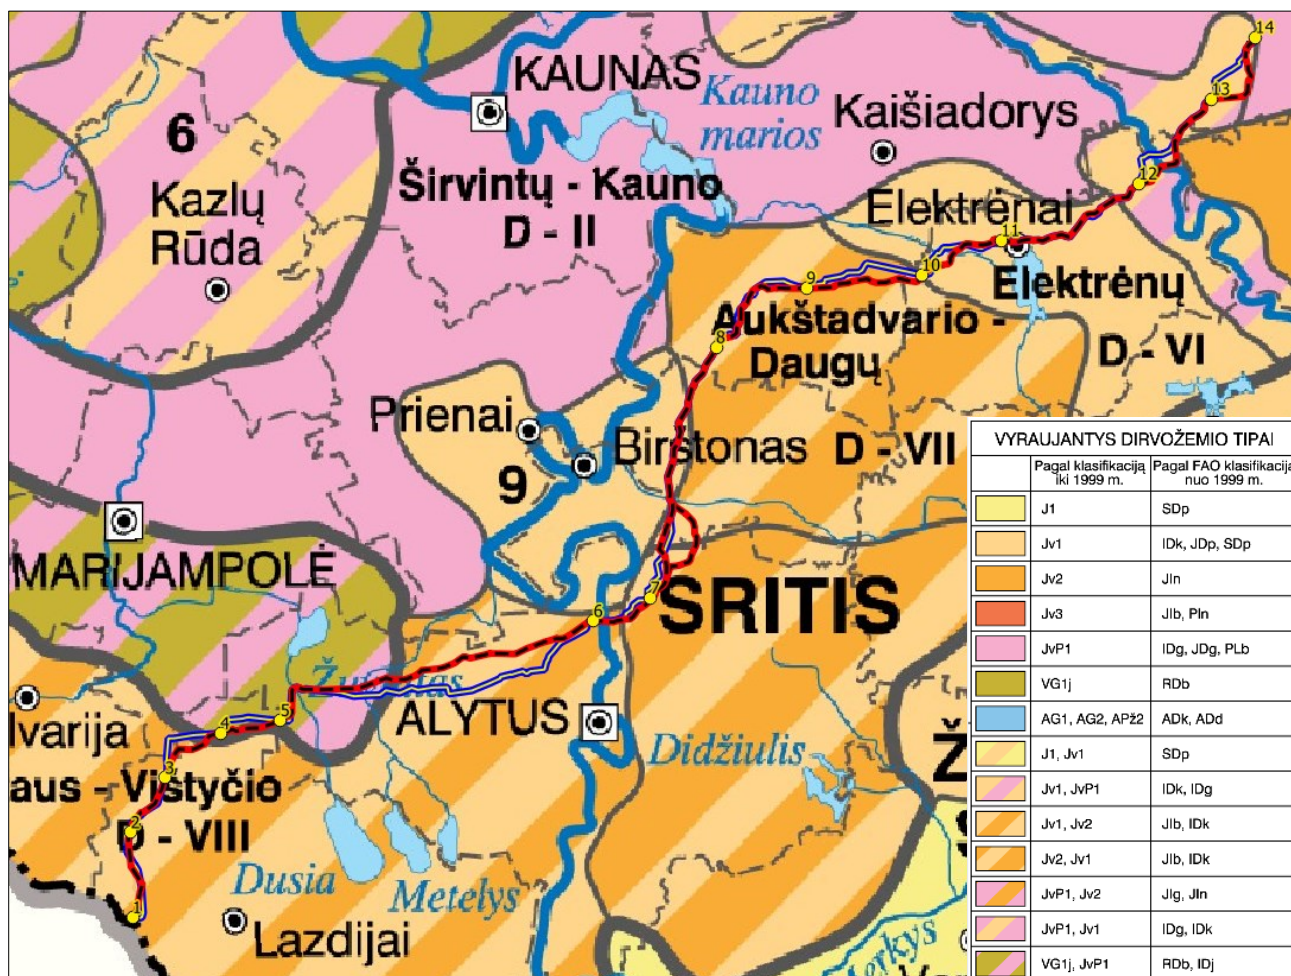 14
KAUNAS
Kauno
marios
13
Kaišiadorys
6
Kazlų
Rūda
Širvintų - Kauno
D - II
12
Elektrėnai
11
10
9
Elektrėnų
Aukštadvario -
Daugų
8
D - VI
Prienai
Birštonas
D - VII
9
MARIJAMPOLĖ
7
SRITIS
6
5
4
ALYTUS
Didžiulis
Ž
lvarija
3
aus - Vištyčio
D - VIII
2
Dusia
Metelys
1
Lazdijai
Merkys
VYRAUJANTYS DIRVOŽEMIO TIPAI
Pagal klasifikaciją iki 1999 m.
Pagal FAO klasifikaciją nuo 1999 m.
J1 SDp
Jv1 IDk, JDp, SDp
Jv2 JIn
Jv3 JIb, PIn
JvP1 IDg, JDg, PLb
VG1j RDb
AG1, AG2, APž2 ADk, ADd
J1, Jv1 SDp
Jv1, JvP1 IDk, IDg
Jv1, Jv2 JIb, IDk
Jv2, Jv1 JIb, IDk
JvP1, Jv2 JIg, JIn
JvP1, Jv1 IDg, IDk
VG1j, JvP1 RDb, IDj